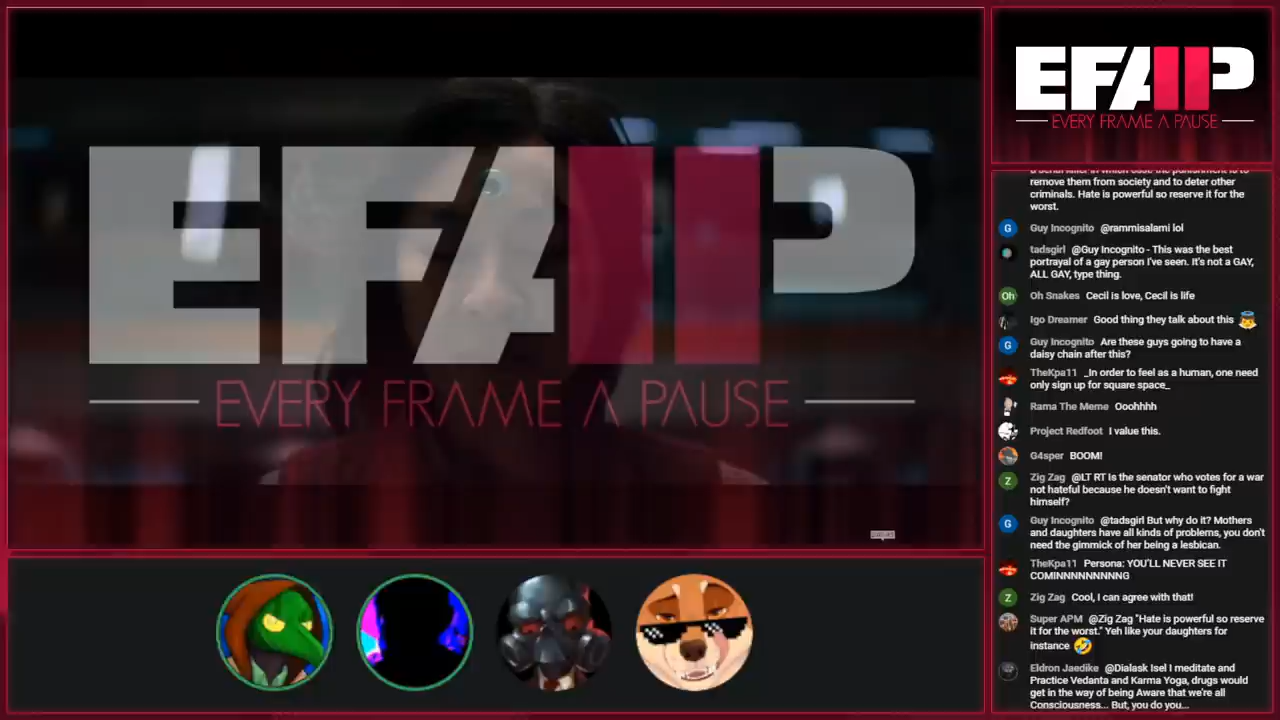 EFAP
EVERY FRAME A PAUSE
EFAP
EVERY FRAME A PAUSE
a serial killer in which case the punishment is to
remove them from society and to deter other
criminals. Hate is powerful so reserve it for the
worst.
G Guy Incognito @rammisalami lol
tadsgirl @Guy Incognito - This was the best
portrayal of a gay person I've seen. It's not a GAY,
ALL GAY, type thing.
Oh Oh Snakes Cecil is love, Cecil is life
Igo Dreamer Good thing they talk about this
G Guy Incognito Are these guys going to have a
daisy chain after this?
TheKpa11 _In order to feel as a human, one need
only sign up for square space_
Rama The Meme Ooohhhh
Project Redfoot I value this.
G4sper BOOM!
Z Zig Zag @LT RT Is the senator who votes for a war
not hateful because he doesn't want to fight
himself?
G Guy Incognito @tadsgirl But why do it? Mothers
and daughters have all kinds of problems, you don't
need the gimmick of her being a lesbican.
TheKpa11 Persona: YOU'LL NEVER SEE IT
COMINNNNNNNNG
Z Zig Zag Cool, I can agree with that!
Super APM @Zig Zag "Hate is powerful so reserve
it for the worst." Yeh like your daughters for
instance
Eldron Jaedike @Dialask Isel I meditate and
Practice Vedanta and Karma Yoga, drugs would
get in the way of being Aware that we're all
Consciousness... But, you do you...